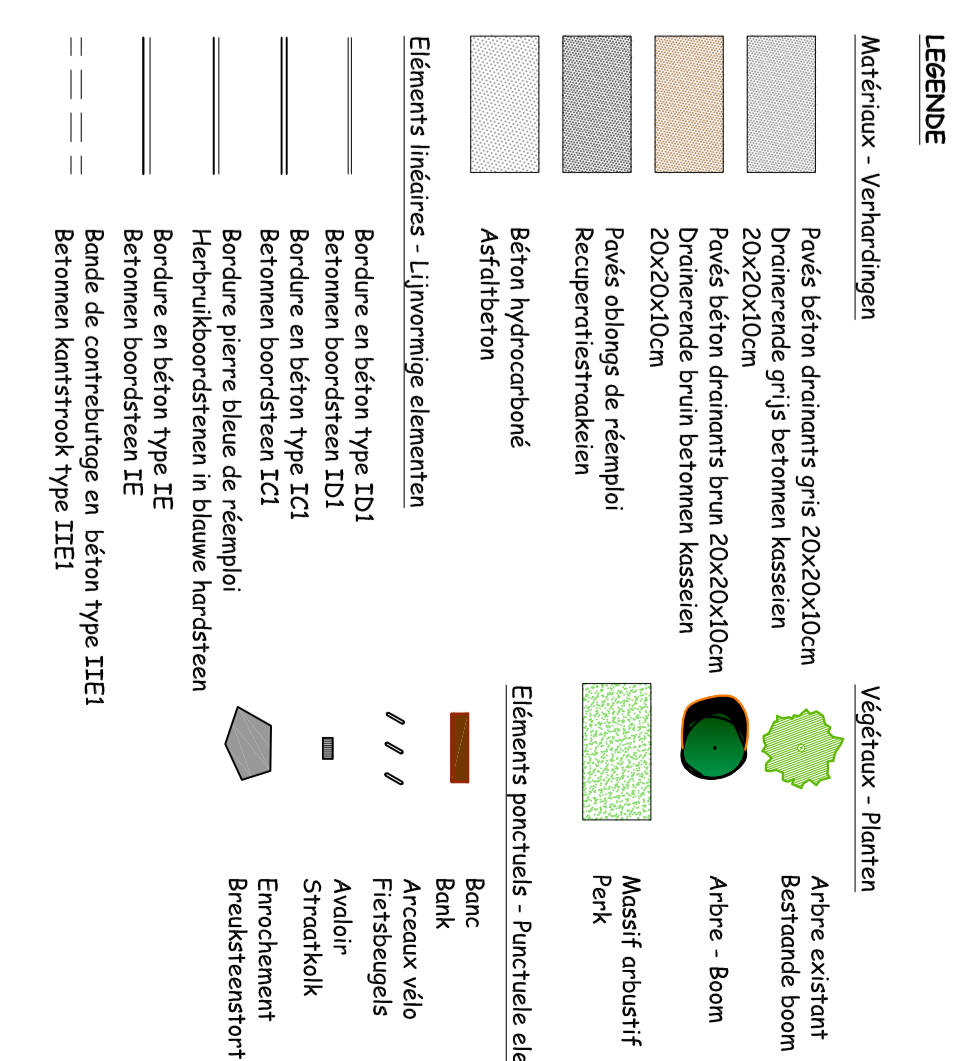 LEGENDE
Matériaux - Verhardingen
Pavés béton drainants gris 20x20x10cm
Drainerende grijs betonnen kasseien
20x20x10cm
Pavés béton drainants brun 20x20x10cm
Drainerende bruin betonnen kasseien
20x20x10cm
Pavés oblongs de réemploi
Recuperatiestraakeien
Béton hydrocarboné
Asfaltbeton
Eléments linéaires - Lijnvormige elementen
Bordure en béton type ID1
Betonnen boordsteen ID1
Bordure en béton type IC1
Betonnen boordsteen IC1
Bordure pierre bleue de réemploi
Herbruikboordstenen in blauwe hardsteen
Bordure en béton type IE
Betonnen boordsteen IE
Bande de contrebutage en béton type IIE1
Betonnen kantstrook type IIE1
Végétaux - Planten
Arbre existant
Bestaande boom
Arbre - Boom
Massif arbustif
Perk
Eléments ponctuels - Punctuele ele
Banc
Bank
Arceaux vélo
Fietsbeugels
Avaloir
Straatkolk
Enrochement
Breuksteenstort